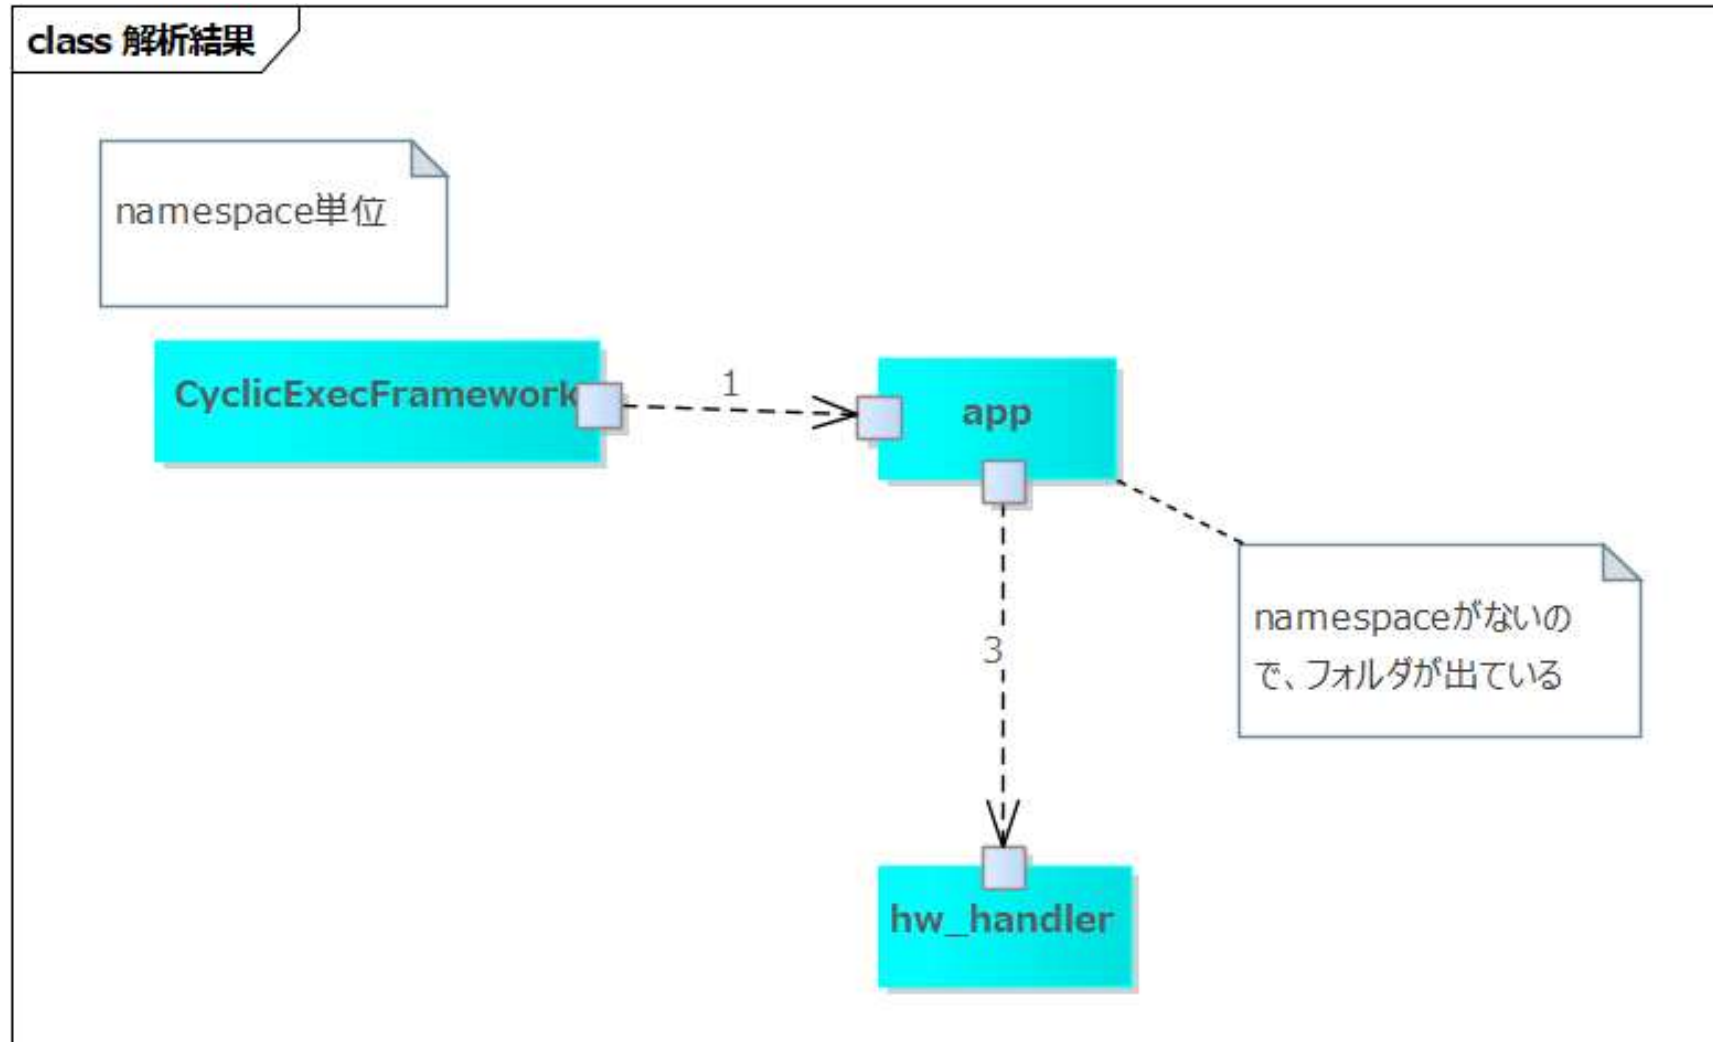 class 解析結果
namespace単位
CyclicExecFramework
1
app
namespaceがないの
で、フォルダが出ている
3
hw_handler